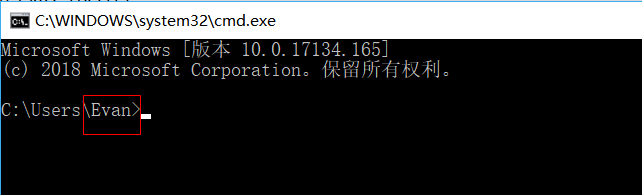 C:\WINDOWS\system32\cmd.exe
Microsoft Windows [版本 10.0.17134.165]
(c) 2018 Microsoft Corporation。保留所有权利。
C:\Users\Evan>